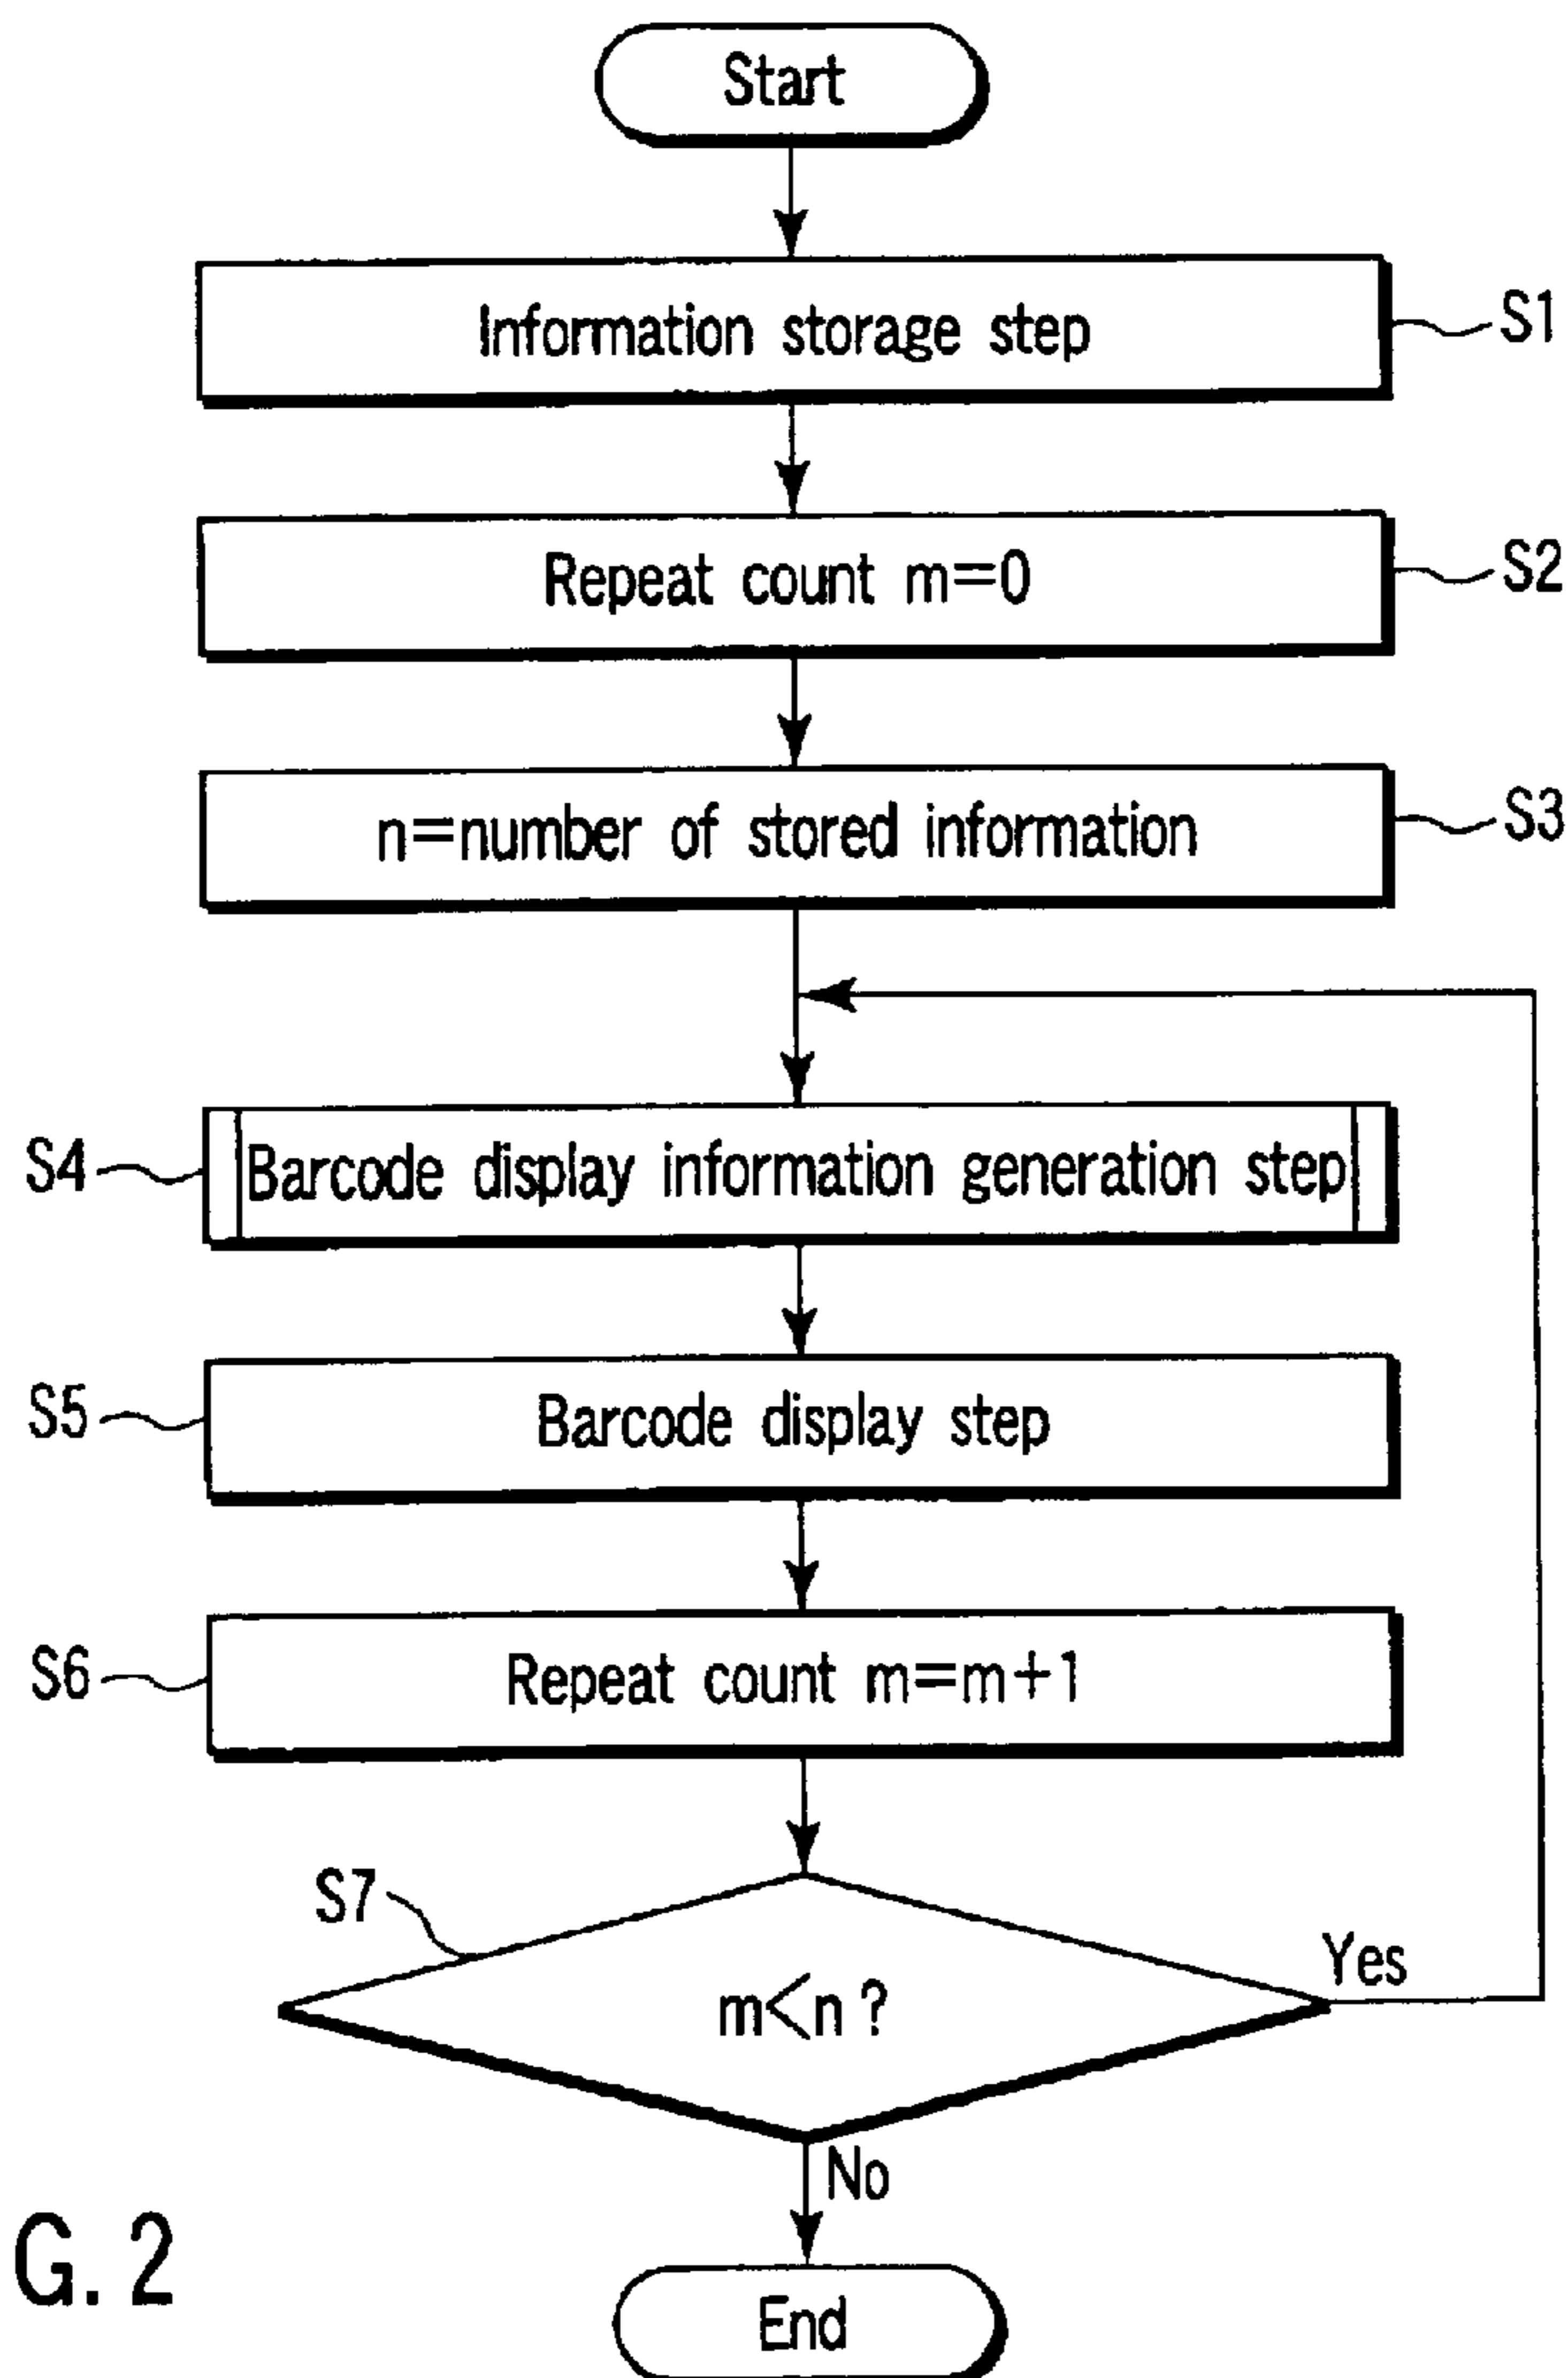 Start
Information storage step
S1
Repeat count m=0
S2
n=number of stored information
S3
S4
Barcode display information generation step
S5
Barcode display step
S6
Repeat count m=m+1
S7
m<n ?
Yes
No
End
G. 2